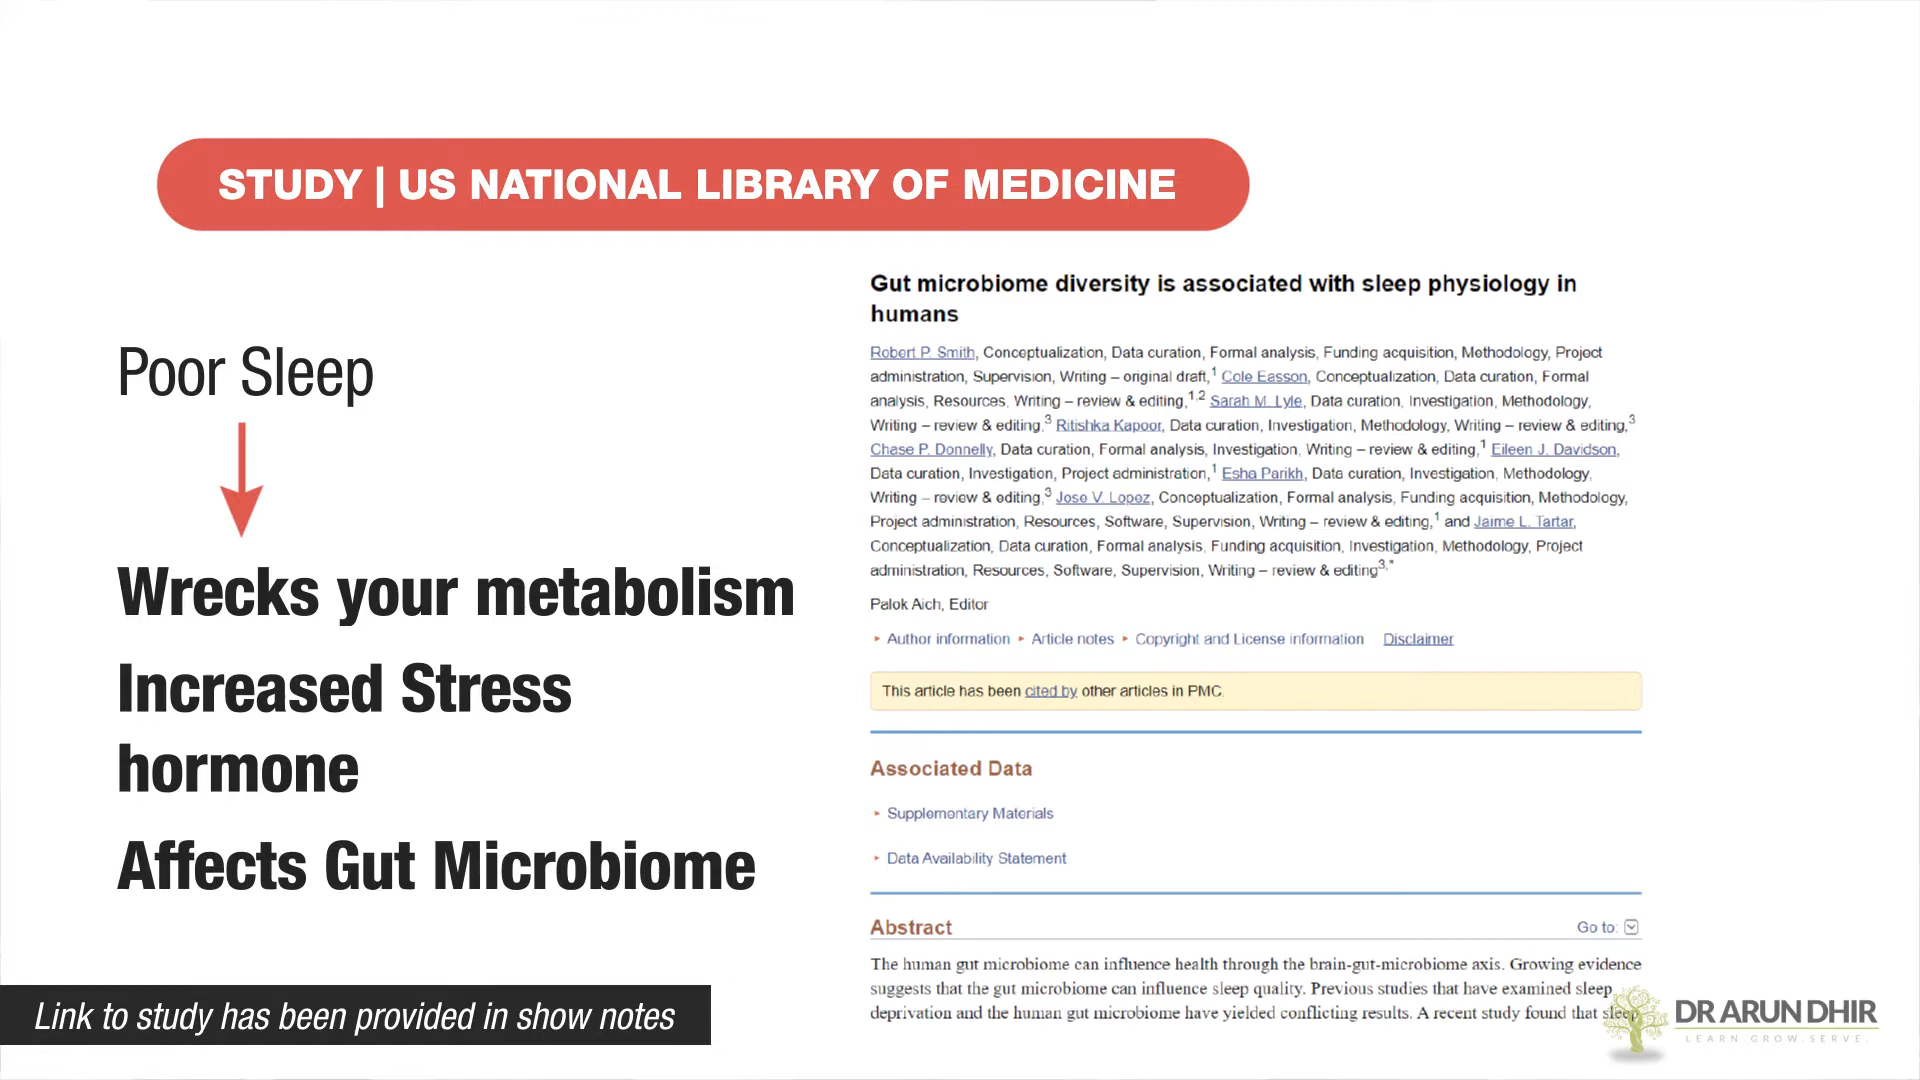 STUDY | US NATIONAL LIBRARY OF MEDICINE
Poor Sleep
Wrecks your metabolism
Increased Stress
hormone
Affects Gut Microbiome
Link to study has been provided in show notes
Gut microbiome diversity is associated with sleep physiology in
humans
Robert P. Smith, Conceptualization, Data curation, Formal analysis, Funding acquisition, Methodology, Project
administration, Supervision, Writing – original draft,1 Cole Easson, Conceptualization, Data curation, Formal
analysis, Resources, Writing – review & editing,1,2 Sarah M. Lyle, Data curation, Investigation, Methodology,
Writing – review & editing,3 Ritishka Kapoor, Data curation, Investigation, Methodology, Writing – review & editing,3
Chase P. Donnelly, Data curation, Formal analysis, Investigation, Writing – review & editing,1 Eileen J. Davidson,
Data curation, Investigation, Project administration,1 Esha Parikh, Data curation, Investigation, Methodology,
Writing – review & editing,3 Jose V. Lopez, Conceptualization, Formal analysis, Funding acquisition, Methodology,
Project administration, Resources, Software, Supervision, Writing – review & editing,1 and Jaime L. Tartar,
Conceptualization, Data curation, Formal analysis, Funding acquisition, Investigation, Methodology, Project
administration, Resources, Software, Supervision, Writing – review & editing3,*
Palok Aich, Editor
Author information Article notes Copyright and License information Disclaimer
This article has been cited by other articles in PMC.
Associated Data
Supplementary Materials
Data Availability Statement
Abstract Go to:
The human gut microbiome can influence health through the brain-gut-microbiome axis. Growing evidence
suggests that the gut microbiome can influence sleep quality. Previous studies that have examined sleep
deprivation and the human gut microbiome have yielded conflicting results. A recent study found that sleep
DR ARUN DHIR
LEARN.GROW.SERVE.